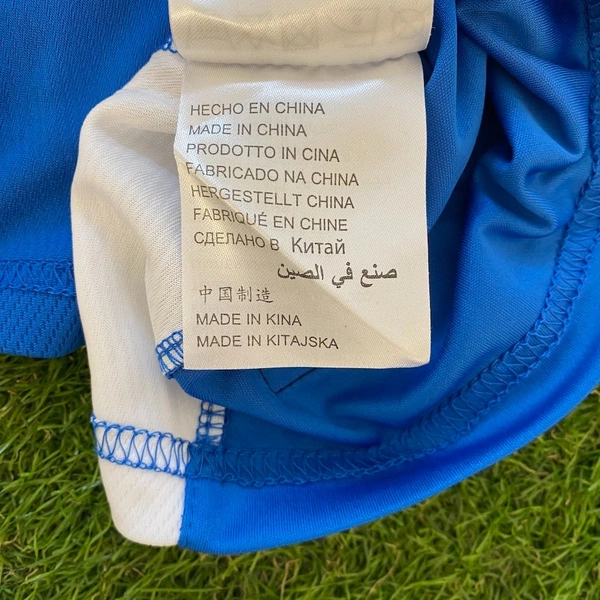 HECHO EN CHINA
MADE IN CHINA
PRODOTTO IN CINA
FABRICADO NA CHINA
HERGESTELLT CHINA
FABRIQUÉ EN CHINE
СДЕЛАНО В Китай
صنع في الصين
中国制造
MADE IN KINA
MADE IN KITAJSKA